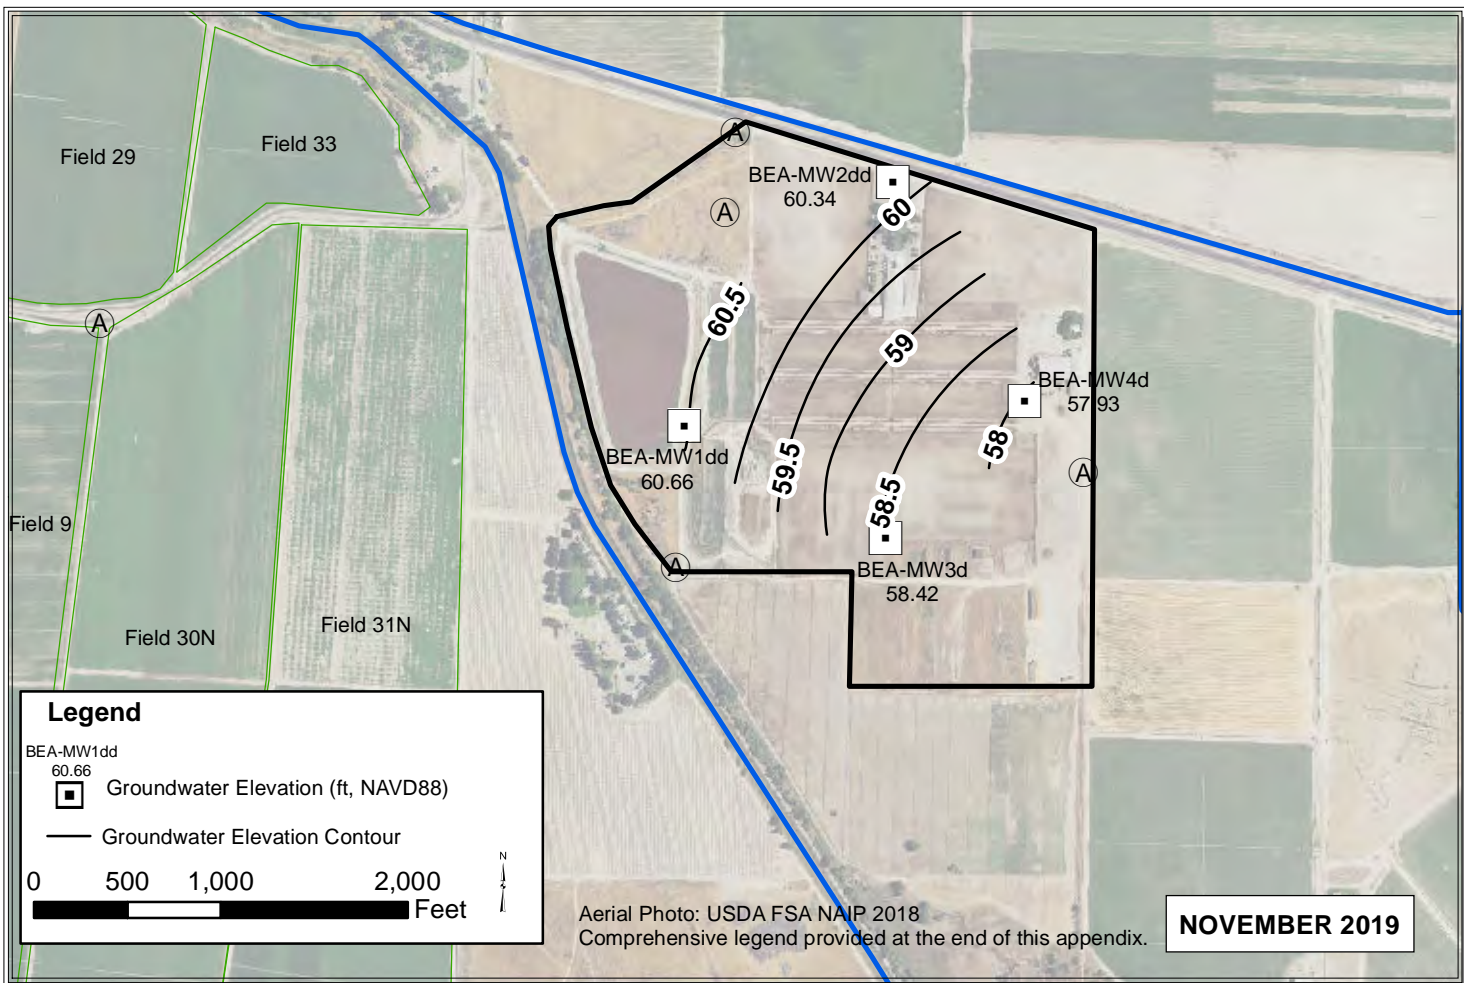 Field 29
Field 33
A
BEA-MW2dd
60.34
A
60
60.5
A
59
BEA-MW4d
57.93
58
BEA-MW1dd
60.66
59.5
A
58.5
Field 9
A
BEA-MW3d
58.42
Field 30N
Field 31N
Legend
BEA-MW1dd
60.66
Groundwater Elevation (ft, NAVD88)
Groundwater Elevation Contour
N
0 500 1,000 2,000
Feet
Aerial Photo: USDA FSA NAIP 2018
Comprehensive legend provided at the end of this appendix.
NOVEMBER 2019